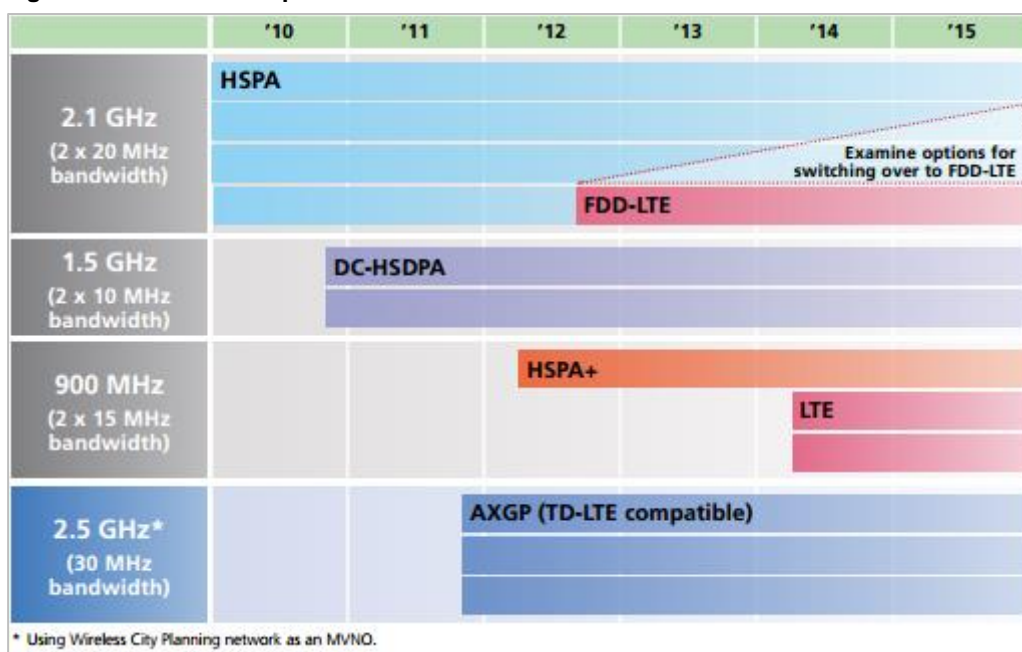 '10 '11 '12 '13 '14 '15
2.1 GHz
(2 x 20 MHz
bandwidth)
HSPA
Examine options for
switching over to FDD-LTE
FDD-LTE
1.5 GHz
(2 x 10 MHz
bandwidth)
DC-HSDPA
900 MHz
(2 x 15 MHz
bandwidth)
HSPA+
LTE
2.5 GHz*
(30 MHz
bandwidth)
AXGP (TD-LTE compatible)
* Using Wireless City Planning network as an MVNO.